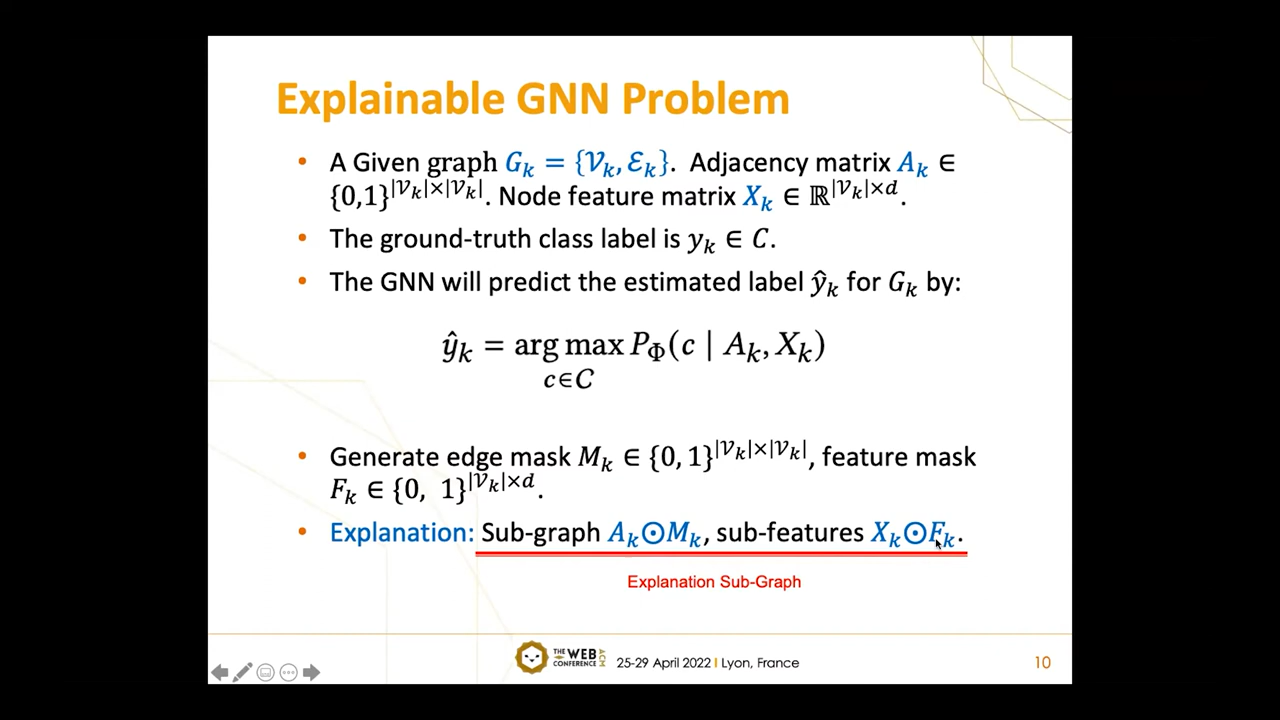 Explainable GNN Problem
• A Given graph G_k = {𝒱_k, ℰ_k}. Adjacency matrix A_k ∈
{0,1}^{|𝒱_k|×|𝒱_k|}. Node feature matrix X_k ∈ ℝ^{|𝒱_k|×d}.
• The ground-truth class label is y_k ∈ C.
• The GNN will predict the estimated label ŷ_k for G_k by:
ŷ_k = arg max P_Φ(c | A_k, X_k)
c∈C
• Generate edge mask M_k ∈ {0, 1}^{|𝒱_k|×|𝒱_k|}, feature mask
F_k ∈ {0, 1}^{|𝒱_k|×d}.
• Explanation: Sub-graph A_k⊙M_k, sub-features X_k⊙F_k.
Explanation Sub-Graph
THE WEB CONFERENCE ACM
25-29 April 2022 | Lyon, France
10